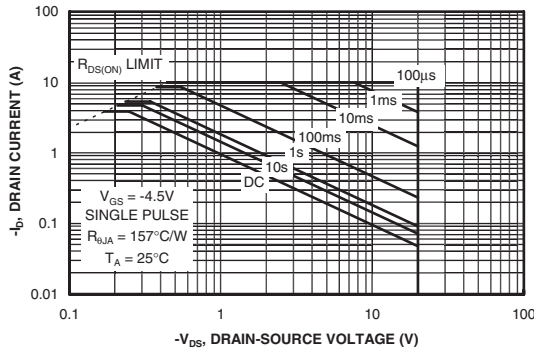 100
10
1
0.1
0.01
-I_D, DRAIN CURRENT (A)
R_DS(ON) LIMIT
100μs
1ms
10ms
100ms
1s
10s
DC
V_GS = -4.5V
SINGLE PULSE
R_θJA = 157°C/W
T_A = 25°C
0.1
1
10
100
-V_DS, DRAIN-SOURCE VOLTAGE (V)